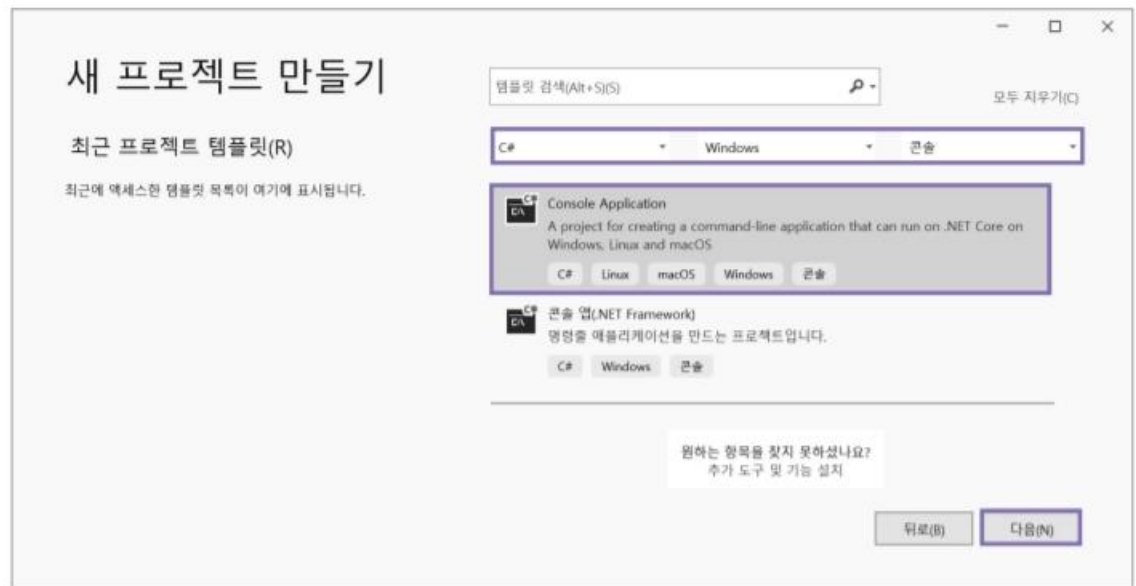 새 프로젝트 만들기
템플릿 검색(Alt+S)(S)
모두 지우기(C)
최근 프로젝트 템플릿(R)
최근에 액세스한 템플릿 목록이 여기에 표시됩니다.
C# Windows 콘솔
Console Application
A project for creating a command-line application that can run on .NET Core on
Windows, Linux and macOS
C# Linux macOS Windows 콘솔
콘솔 앱(.NET Framework)
명령줄 애플리케이션을 만드는 프로젝트입니다.
C# Windows 콘솔
원하는 항목을 찾지 못하셨나요?
추가 도구 및 기능 설치
뒤로(B) 다음(N)